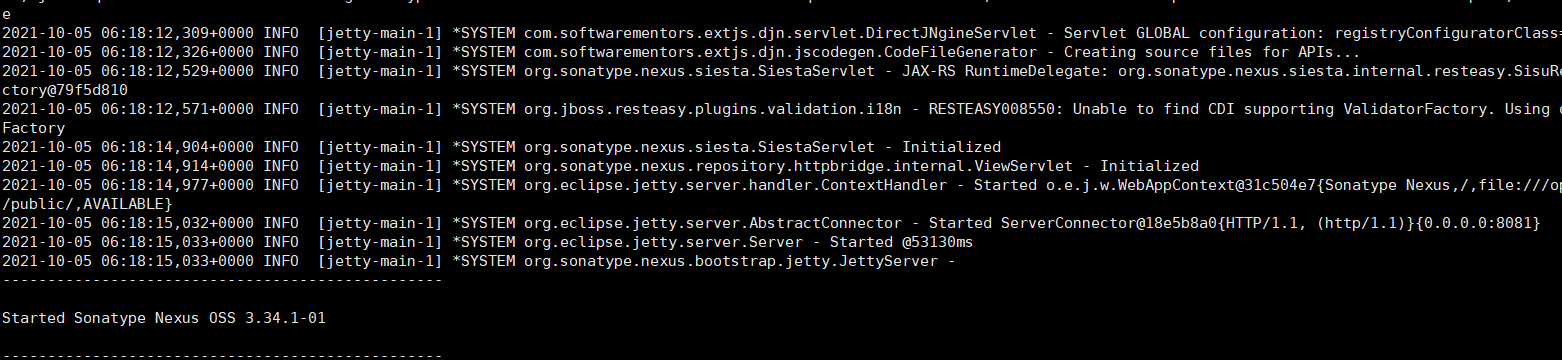 e
2021-10-05 06:18:12,309+0000 INFO  [jetty-main-1] *SYSTEM com.softwarementors.extjs.djn.servlet.DirectJNgineServlet - Servlet GLOBAL configuration: registryConfiguratorClass=
2021-10-05 06:18:12,326+0000 INFO  [jetty-main-1] *SYSTEM com.softwarementors.extjs.djn.jscodegen.CodeFileGenerator - Creating source files for APIs...
2021-10-05 06:18:12,529+0000 INFO  [jetty-main-1] *SYSTEM org.sonatype.nexus.siesta.SiestaServlet - JAX-RS RuntimeDelegate: org.sonatype.nexus.siesta.internal.resteasy.SisuRe
ctory@79f5d810
2021-10-05 06:18:12,571+0000 INFO  [jetty-main-1] *SYSTEM org.jboss.resteasy.plugins.validation.i18n - RESTEASY008550: Unable to find CDI supporting ValidatorFactory. Using
Factory
2021-10-05 06:18:14,904+0000 INFO  [jetty-main-1] *SYSTEM org.sonatype.nexus.siesta.SiestaServlet - Initialized
2021-10-05 06:18:14,914+0000 INFO  [jetty-main-1] *SYSTEM org.sonatype.nexus.repository.httpbridge.internal.ViewServlet - Initialized
2021-10-05 06:18:14,977+0000 INFO  [jetty-main-1] *SYSTEM org.eclipse.jetty.server.handler.ContextHandler - Started o.e.j.w.WebAppContext@31c504e7{Sonatype Nexus,/,file:///op
/public/,AVAILABLE}
2021-10-05 06:18:15,032+0000 INFO  [jetty-main-1] *SYSTEM org.eclipse.jetty.server.AbstractConnector - Started ServerConnector@18e5b8a0{HTTP/1.1, (http/1.1)}{0.0.0.0:8081}
2021-10-05 06:18:15,033+0000 INFO  [jetty-main-1] *SYSTEM org.eclipse.jetty.server.Server - Started @53130ms
2021-10-05 06:18:15,033+0000 INFO  [jetty-main-1] *SYSTEM org.sonatype.nexus.bootstrap.jetty.JettyServer -
-------------------------------------------------
Started Sonatype Nexus OSS 3.34.1-01
-------------------------------------------------